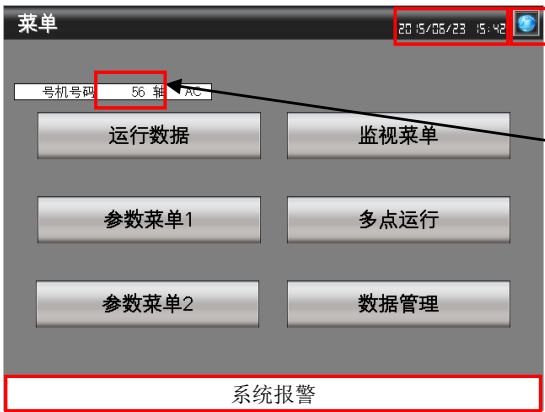 菜单 2015/06/23 15:42
号机号码 56 轴 AC
运行数据 监视菜单
参数菜单1 多点运行
参数菜单2 数据管理
系统报警